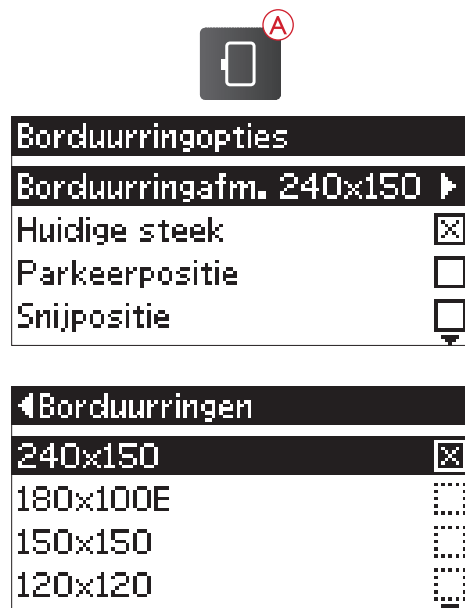 A
Borduurringopties
Borduurringafm. 240x150
Huidige steek
Parkeerpositie
Snijpositie
Borduurringen
240x150
180x100E
150x150
120x120